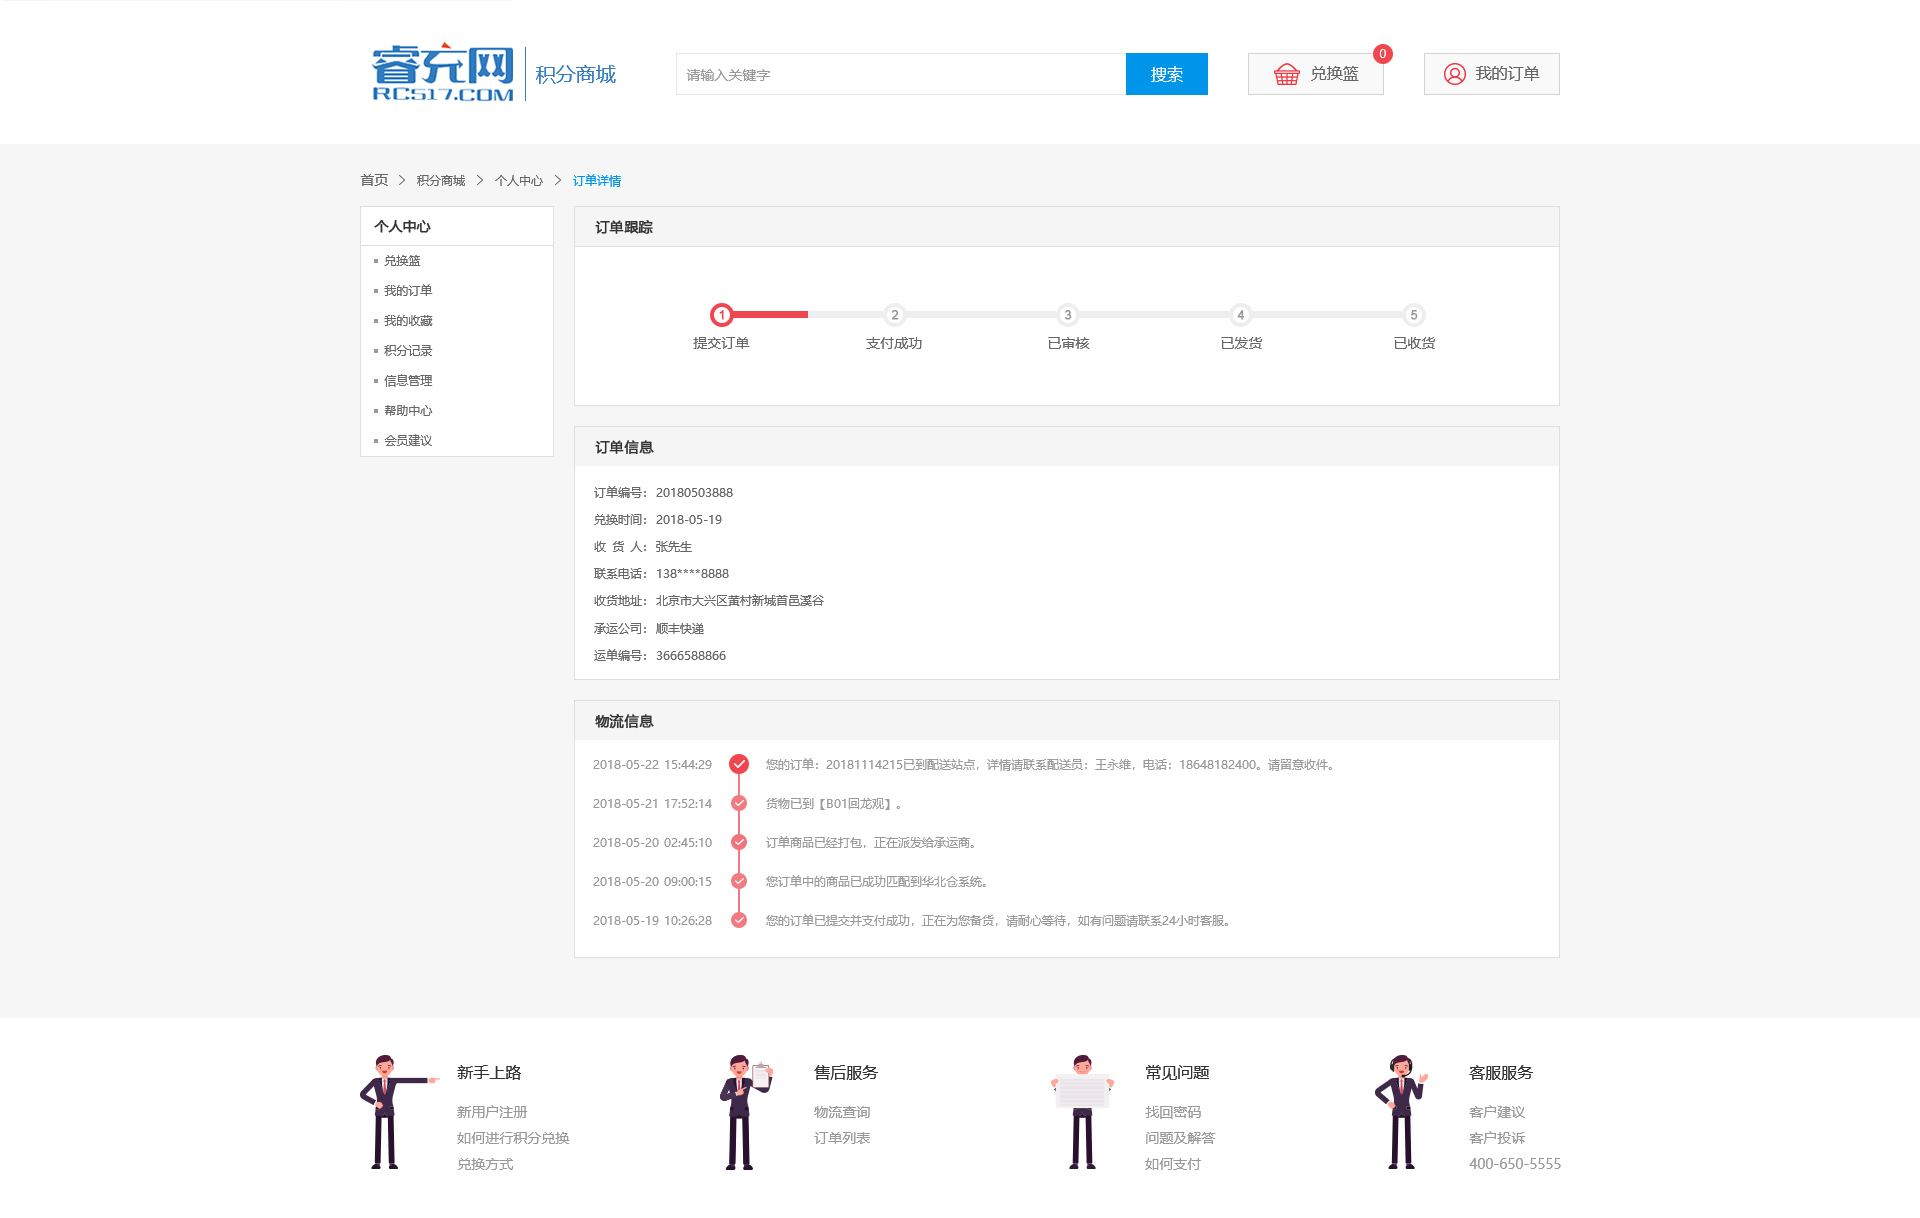 睿充网
RC517.COM
积分商城
请输入关键字
搜索
兑换篮
0
我的订单
首页 > 积分商城 > 个人中心 > 订单详情
个人中心
兑换篮
我的订单
我的收藏
积分记录
信息管理
帮助中心
会员建议
订单跟踪
1 2 3 4 5
提交订单 支付成功 已审核 已发货 已收货
订单信息
订单编号：20180503888
兑换时间：2018-05-19
收 货 人：张先生
联系电话：138****8888
收货地址：北京市大兴区黄村新城首邑溪谷
承运公司：顺丰快递
运单编号：3666588866
物流信息
2018-05-22 15:44:29 您的订单：20181114215已到配送站点，详情请联系配送员：王永维，电话：18648182400。请留意收件。
2018-05-21 17:52:14 货物已到【B01回龙观】。
2018-05-20 02:45:10 订单商品已经打包，正在派发给承运商。
2018-05-20 09:00:15 您订单中的商品已成功匹配到华北仓系统。
2018-05-19 10:26:28 您的订单已提交并支付成功，正在为您备货，请耐心等待，如有问题请联系24小时客服。
新手上路
新用户注册
如何进行积分兑换
兑换方式
售后服务
物流查询
订单列表
常见问题
找回密码
问题及解答
如何支付
客服服务
客户建议
客户投诉
400-650-5555